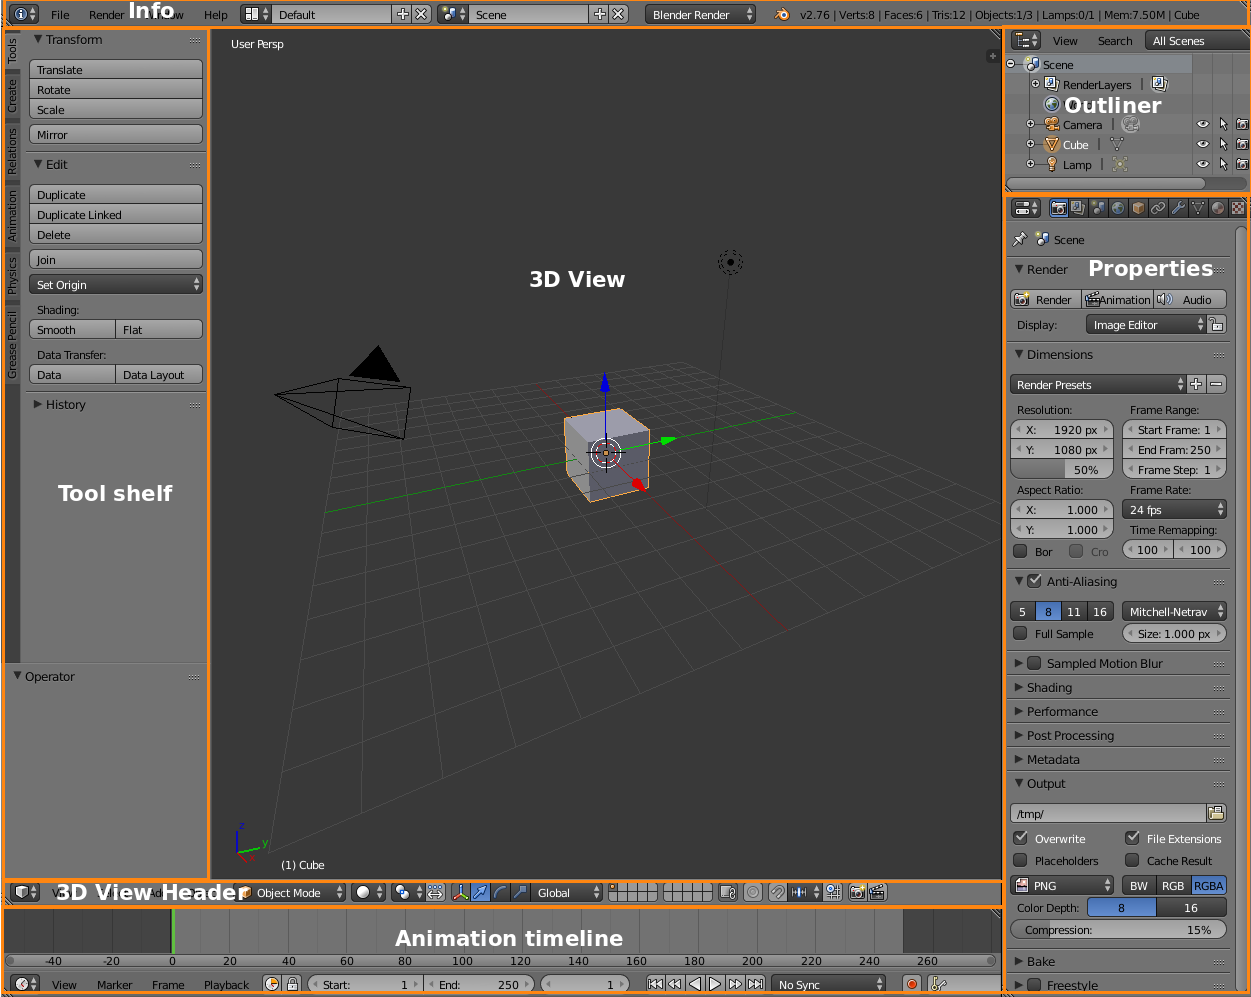 Info
File Render Help Default Scene Blender Render v2.76 | Verts:8 | Faces:6 | Tris:12 | Objects:1/3 | Lamps:0/1 | Mem:7.50M | Cube
Tools
Create
Relations
Animation
Physics
Grease Pencil
Transform
Translate
Rotate
Scale
Mirror
Edit
Duplicate
Duplicate Linked
Delete
Join
Set Origin
Shading:
Smooth Flat
Data Transfer:
Data Data Layout
History
Tool shelf
Operator
User Persp
3D View
z
y
(1) Cube
View Search All Scenes
Scene
RenderLayers
Outliner
Camera
Cube
Lamp
Scene
Properties
Render
Render Animation Audio
Display: Image Editor
Dimensions
Render Presets
Resolution: Frame Range:
X: 1920 px Start Frame: 1
Y: 1080 px End Fram: 250
50% Frame Step: 1
Aspect Ratio: Frame Rate:
X: 1.000 24 fps
Y: 1.000 Time Remapping:
Bor Cro 100 100
Anti-Aliasing
5 8 11 16 Mitchell-Netrav
Full Sample Size: 1.000 px
Sampled Motion Blur
Shading
Performance
Post Processing
Metadata
Output
/tmp/
Overwrite File Extensions
Placeholders Cache Result
PNG BW RGB RGBA
Color Depth: 8 16
Compression: 15%
Bake
Freestyle
3D View Header Object Mode Global
Animation timeline
-40 -20 0 20 40 60 80 100 120 140 160 180 200 220 240 260
View Marker Frame Playback Start: 1 End: 250 1 No Sync